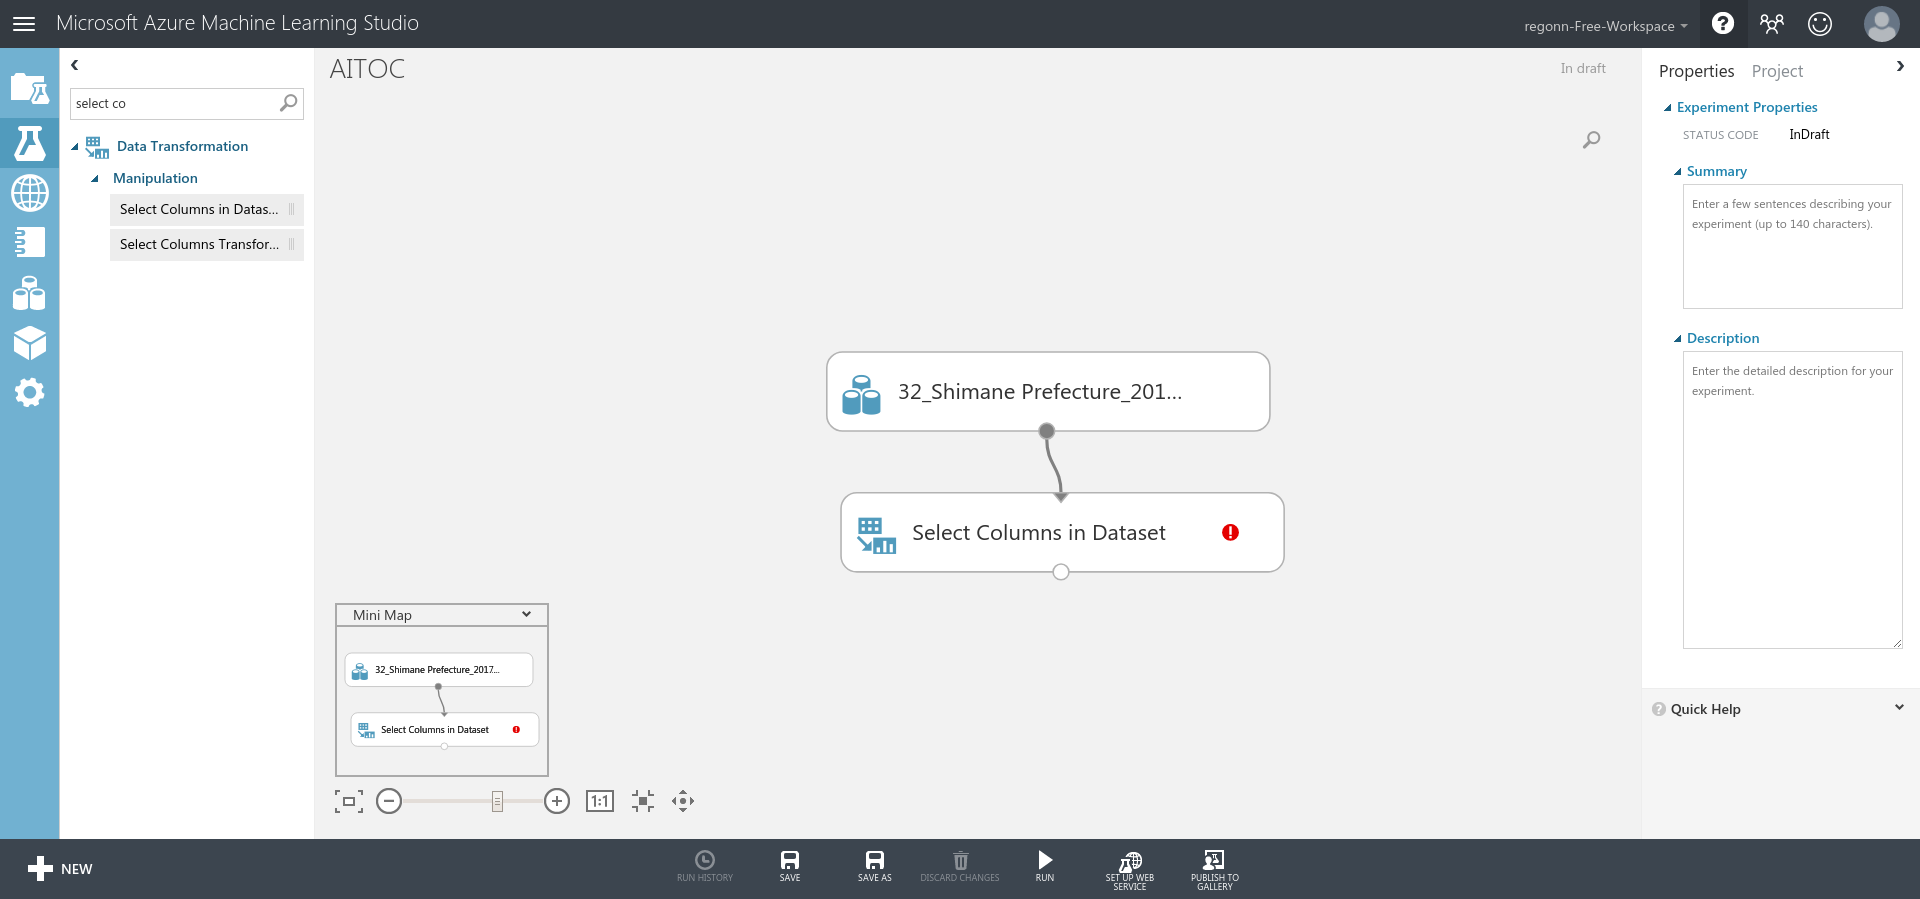 Microsoft Azure Machine Learning Studio
regonn-Free-Workspace
?
select co
Data Transformation
Manipulation
Select Columns in Datas...
Select Columns Transfor...
AITOC
In draft
32_Shimane Prefecture_201...
Select Columns in Dataset
!
Mini Map
32_Shimane Prefecture_2017...
Select Columns in Dataset
!
1:1
Properties Project
Experiment Properties
STATUS CODE InDraft
Summary
Enter a few sentences describing your
experiment (up to 140 characters).
Description
Enter the detailed description for your
experiment.
? Quick Help
NEW
RUN HISTORY
SAVE
SAVE AS
DISCARD CHANGES
RUN
SET UP WEB
SERVICE
PUBLISH TO
GALLERY